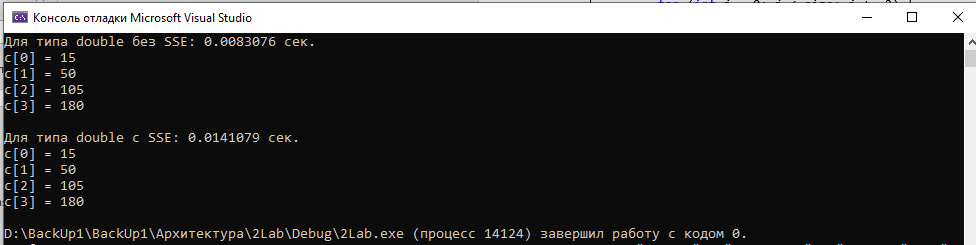 Консоль отладки Microsoft Visual Studio
Для типа double без SSE: 0.0083076 сек.
c[0] = 15
c[1] = 50
c[2] = 105
c[3] = 180
Для типа double с SSE: 0.0141079 сек.
c[0] = 15
c[1] = 50
c[2] = 105
c[3] = 180
D:\BackUp1\BackUp1\Архитектура\2Lab\Debug\2Lab.exe (процесс 14124) завершил работу с кодом 0.